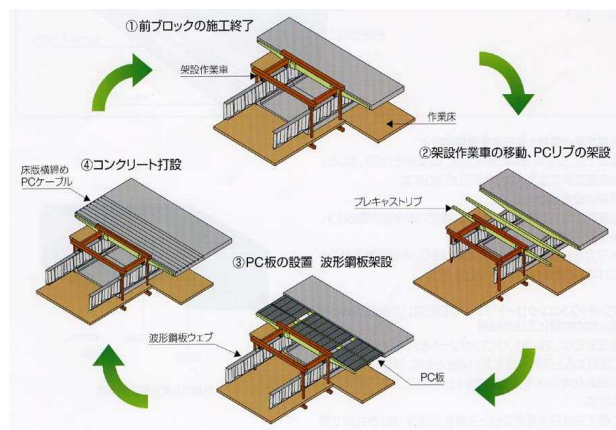 ①前ブロックの施工終了
架設作業車
作業床
②架設作業車の移動、PCリブの架設
プレキャストリブ
③PC板の設置 波形鋼板架設
波形鋼板ウェブ
PC板
④コンクリート打設
床版横締め
PCケーブル